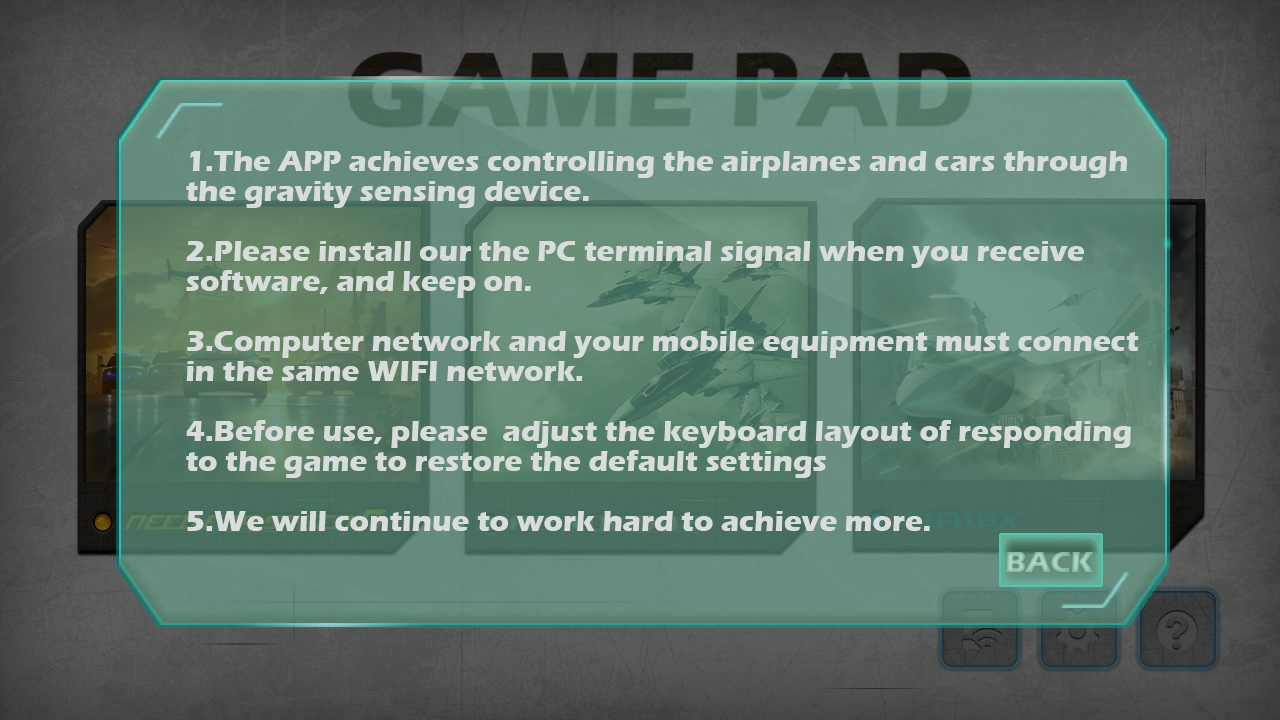 GAME PAD
1.The APP achieves controlling the airplanes and cars through
the gravity sensing device.
2.Please install our the PC terminal signal when you receive
software, and keep on.
3.Computer network and your mobile equipment must connect
in the same WIFI network.
4.Before use, please  adjust the keyboard layout of responding
to the game to restore the default settings
5.We will continue to work hard to achieve more.
BACK
?